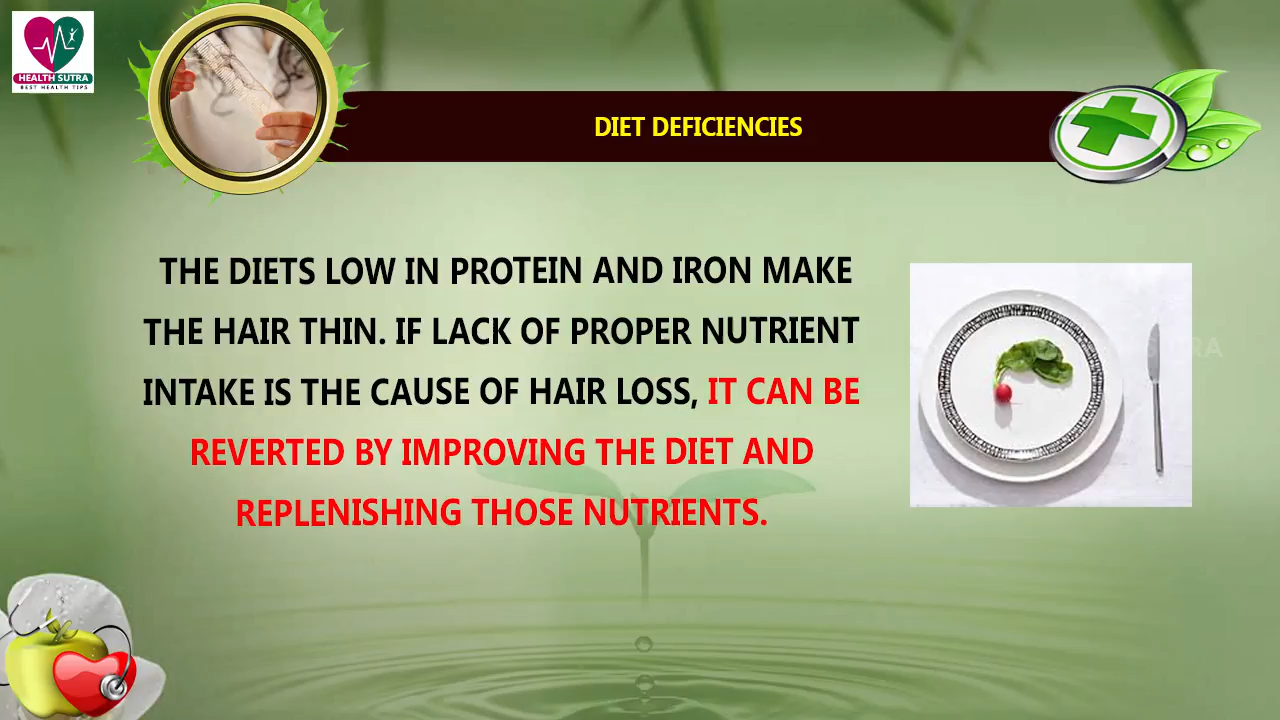 HEALTH SUTRA
BEST HEALTH TIPS
DIET DEFICIENCIES
THE DIETS LOW IN PROTEIN AND IRON MAKE
THE HAIR THIN. IF LACK OF PROPER NUTRIENT
INTAKE IS THE CAUSE OF HAIR LOSS, IT CAN BE
REVERTED BY IMPROVING THE DIET AND
REPLENISHING THOSE NUTRIENTS.